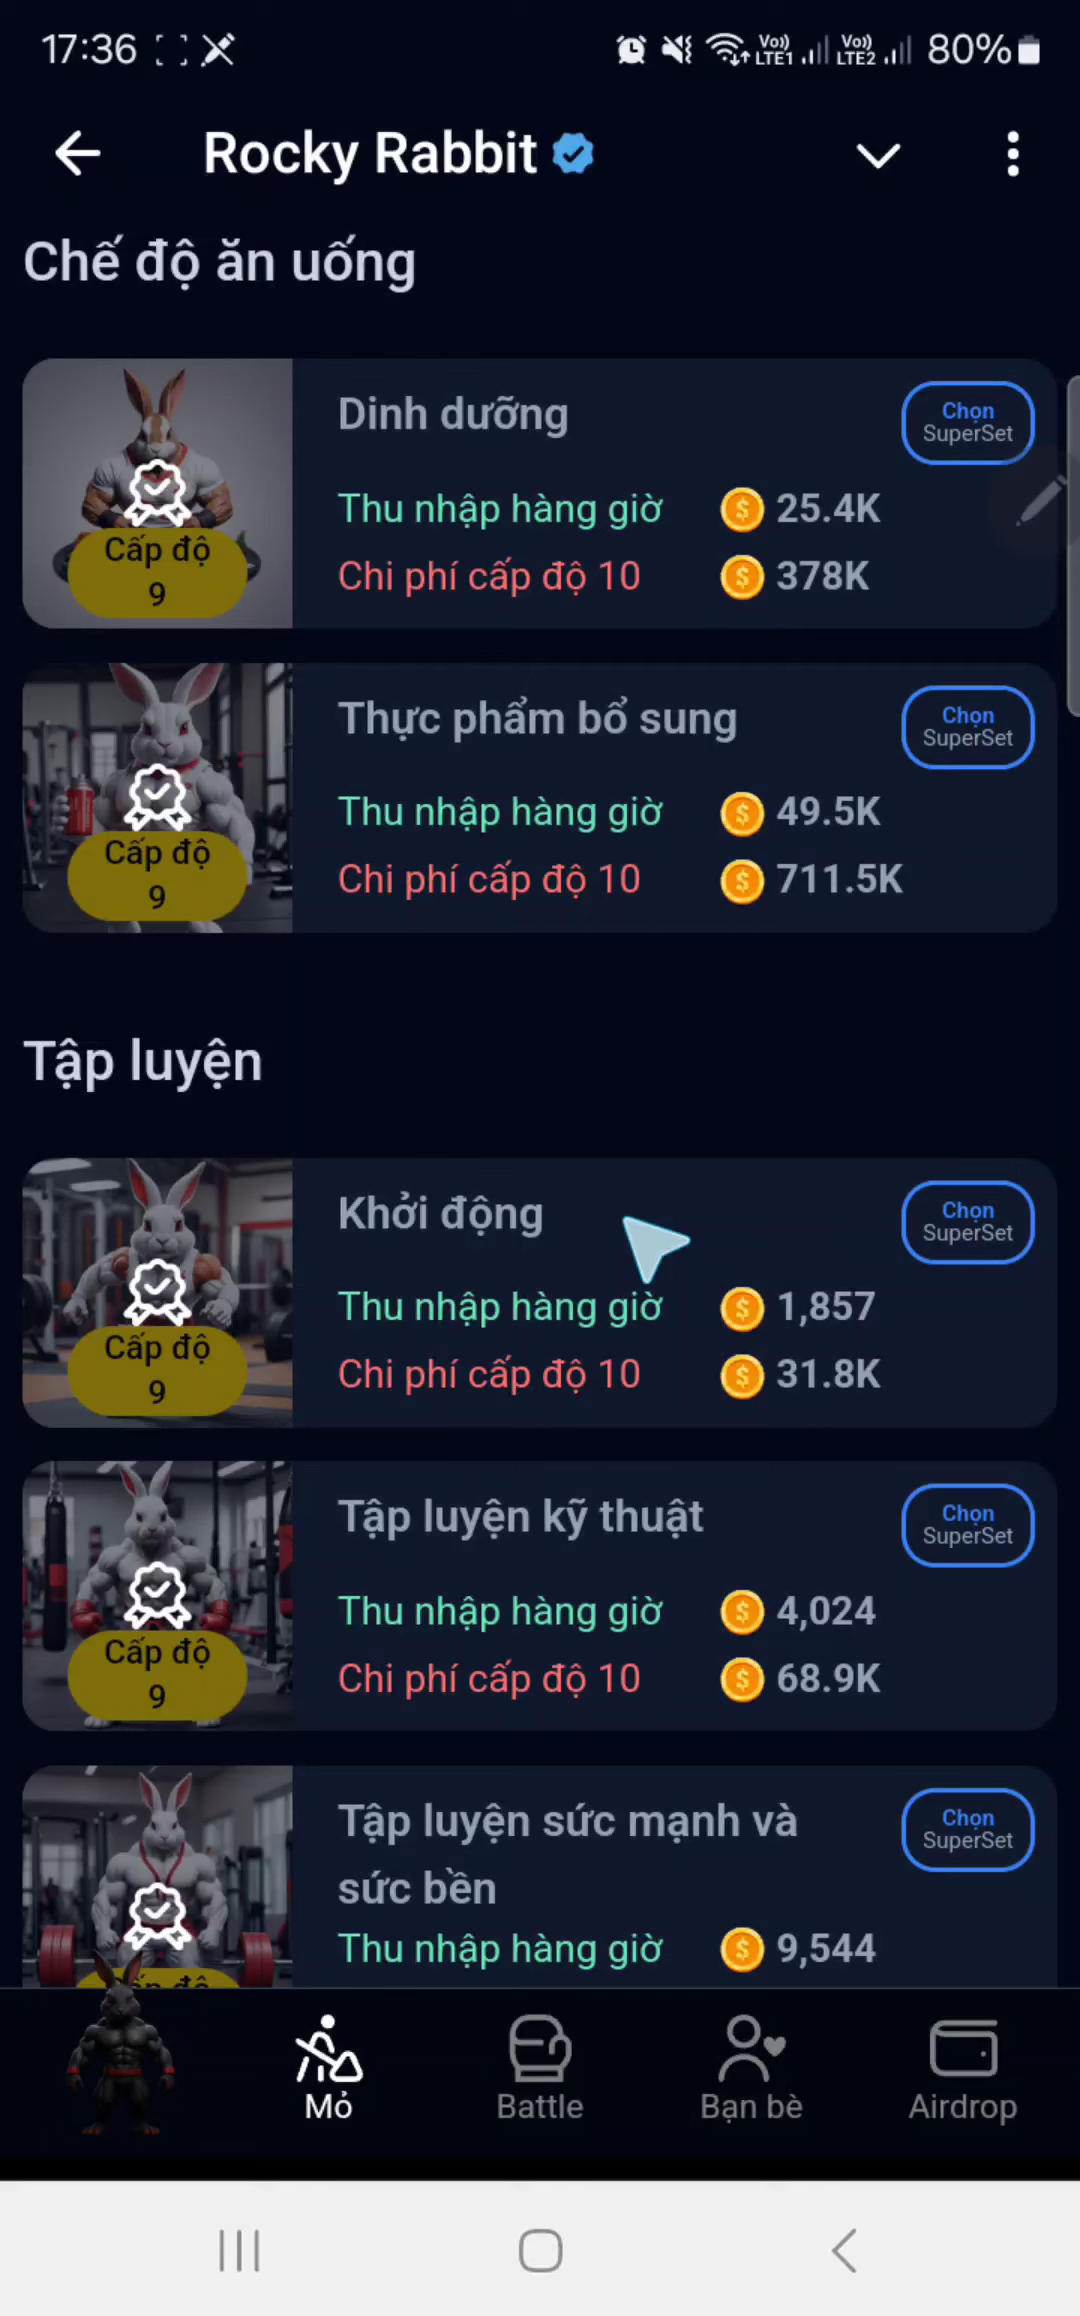 17:36
Vo)) LTE1
Vo)) LTE2
80%
Rocky Rabbit
Chế độ ăn uống
Dinh dưỡng
Chọn
SuperSet
Thu nhập hàng giờ 25.4K
Chi phí cấp độ 10 378K
Cấp độ
9
Thực phẩm bổ sung
Chọn
SuperSet
Thu nhập hàng giờ 49.5K
Chi phí cấp độ 10 711.5K
Cấp độ
9
Tập luyện
Khởi động
Chọn
SuperSet
Thu nhập hàng giờ 1,857
Chi phí cấp độ 10 31.8K
Cấp độ
9
Tập luyện kỹ thuật
Chọn
SuperSet
Thu nhập hàng giờ 4,024
Chi phí cấp độ 10 68.9K
Cấp độ
9
Tập luyện sức mạnh và
sức bền
Chọn
SuperSet
Thu nhập hàng giờ 9,544
Mỏ
Battle
Bạn bè
Airdrop